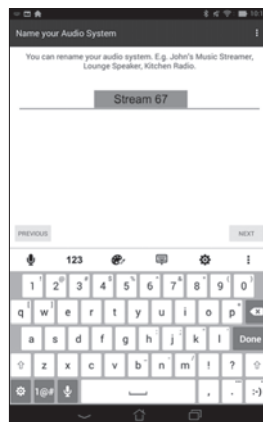 Name your Audio System
You can rename your audio system. E.g. John's Music Streamer,
Lounge Speaker, Kitchen Radio.
Stream 67
PREVIOUS
NEXT
123
1 2 3 4 5 6 7 8 9 0
q w e r t y u i o p
a s d f g h j k l Done
z x c v b n m ! ?
1@# , . :-)